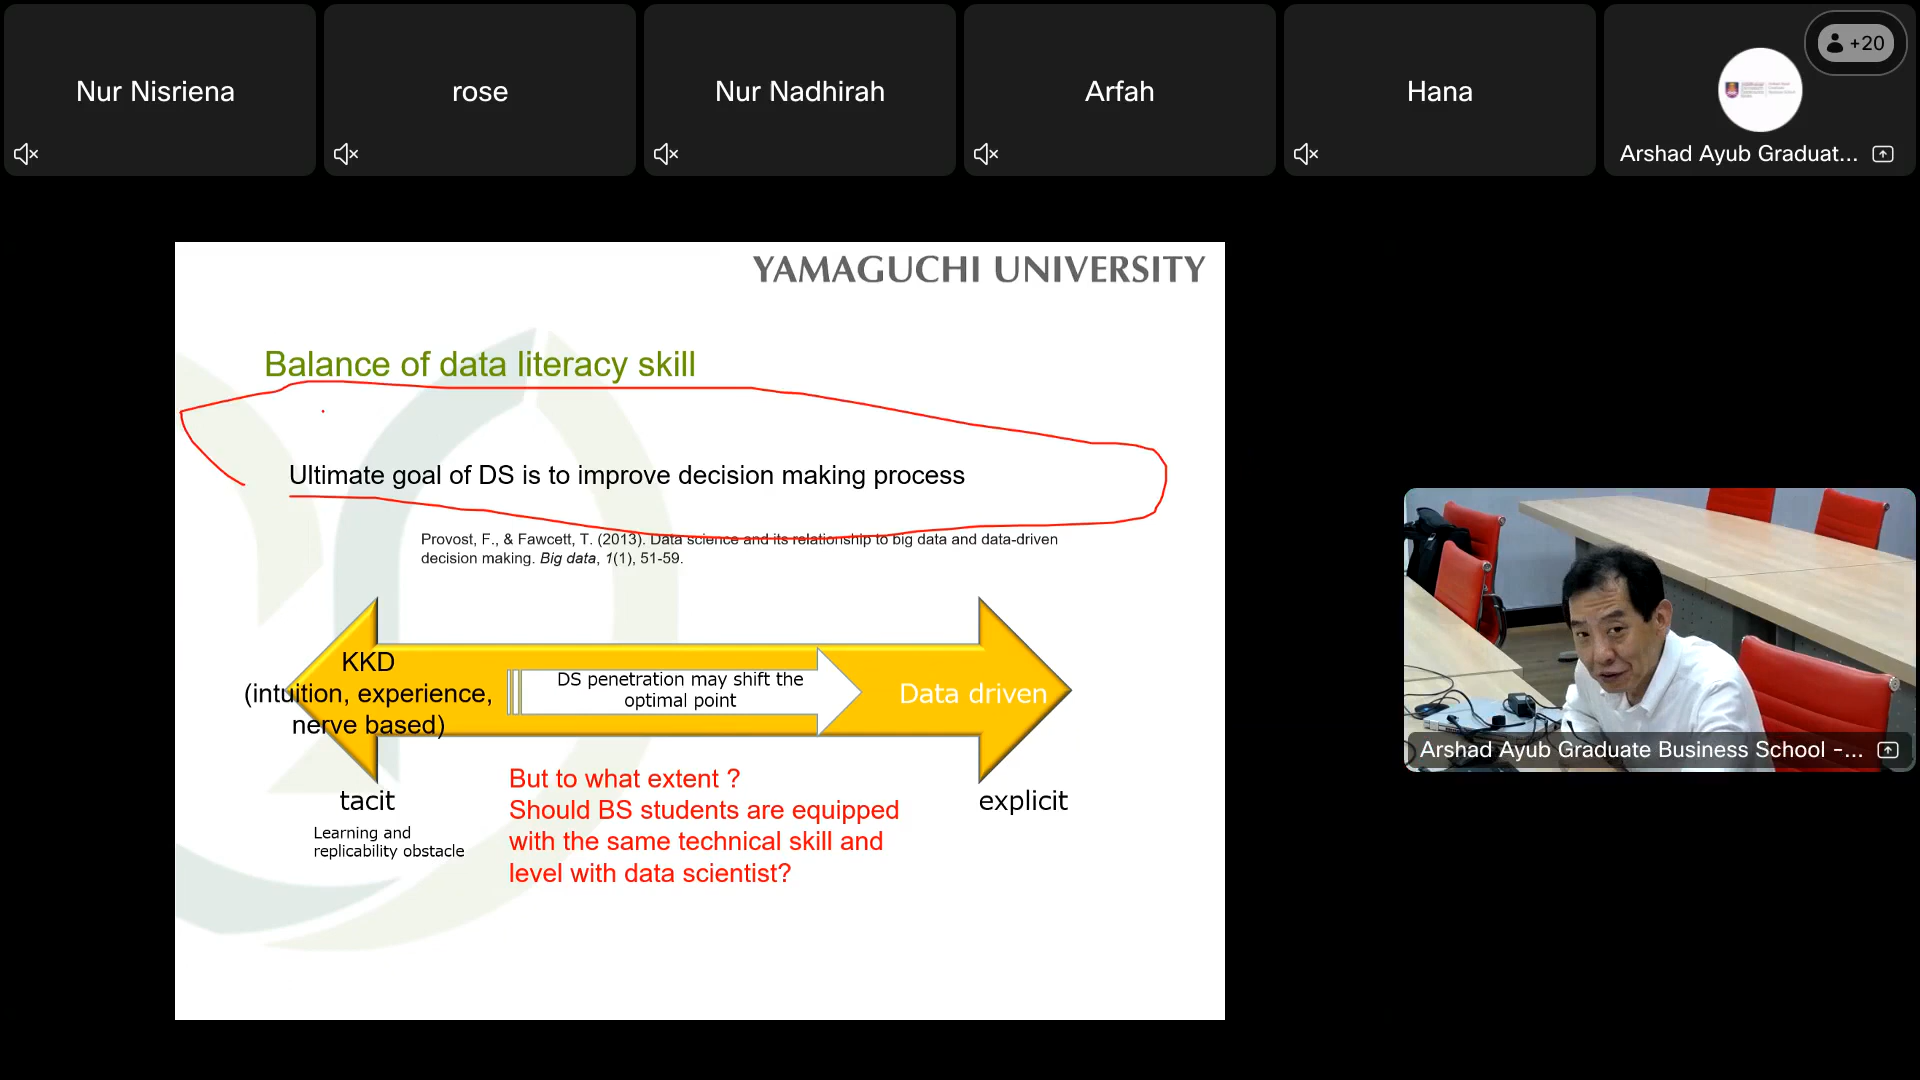 Nur Nisriena
rose
Nur Nadhirah
Arfah
Hana
+20
Arshad Ayub Graduat...
YAMAGUCHI UNIVERSITY
Balance of data literacy skill
Ultimate goal of DS is to improve decision making process
Provost, F., & Fawcett, T. (2013). Data science and its relationship to big data and data-driven
decision making. Big data, 1(1), 51-59.
KKD
(intuition, experience,
nerve based)
DS penetration may shift the
optimal point
Data driven
tacit
Learning and
replicability obstacle
But to what extent ?
Should BS students are equipped
with the same technical skill and
level with data scientist?
explicit
Arshad Ayub Graduate Business School -...